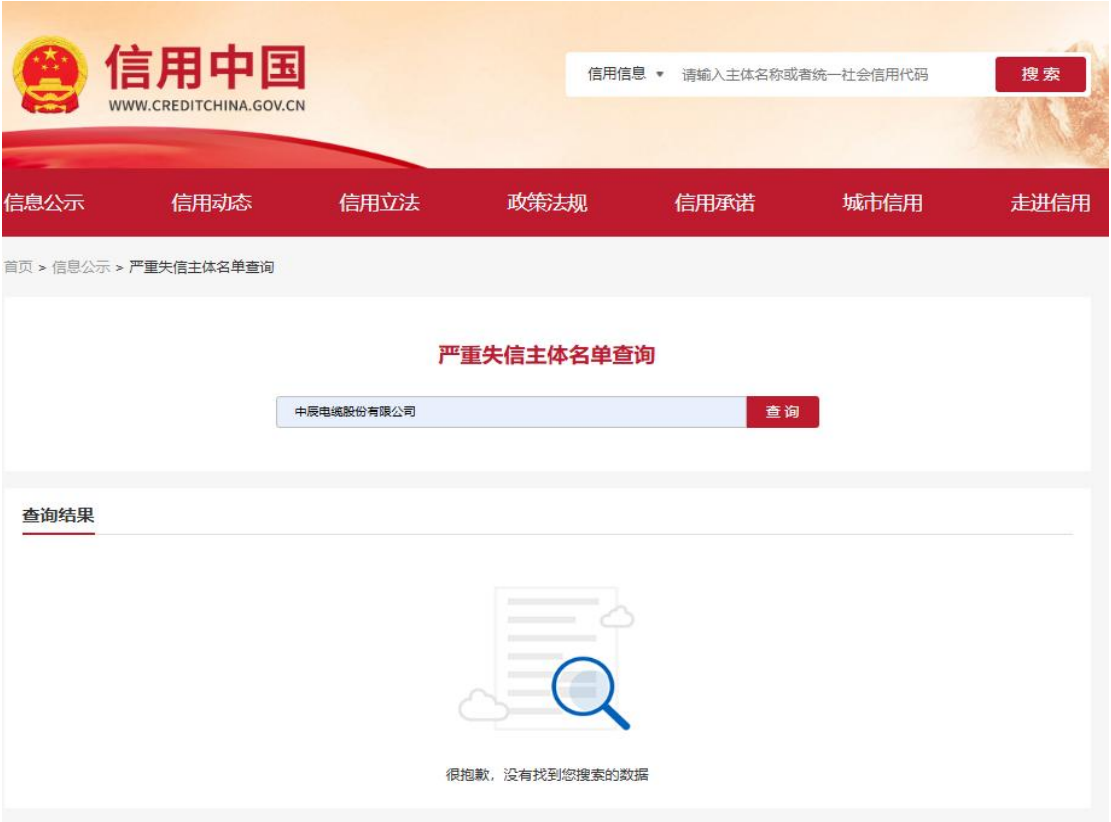 信用中国
WWW.CREDITCHINA.GOV.CN
信用信息 请输入主体名称或者统一社会信用代码 搜索
信息公示 信用动态 信用立法 政策法规 信用承诺 城市信用 走进信用
首页 > 信息公示 > 严重失信主体名单查询
严重失信主体名单查询
中辰电缆股份有限公司 查询
查询结果
很抱歉，没有找到您搜索的数据